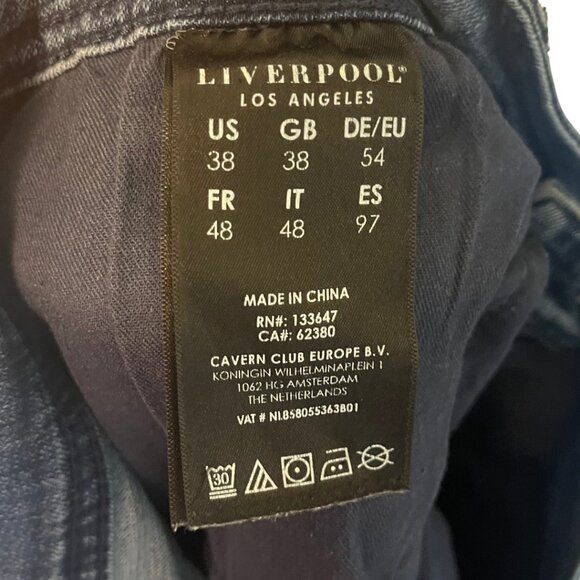 LIVERPOOL®
LOS ANGELES
US GB DE/EU
38 38 54
FR IT ES
48 48 97
MADE IN CHINA
RN#: 133647
CA#: 62380
CAVERN CLUB EUROPE B.V.
KONINGIN WILHELMINAPLEIN 1
1062 HG AMSTERDAM
THE NETHERLANDS
VAT # NL858055363B01
30